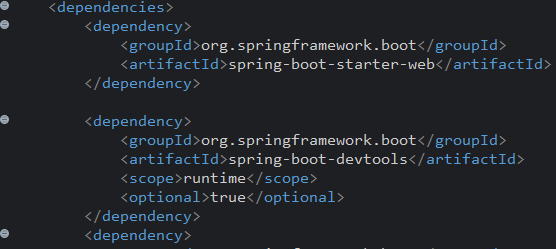 <dependencies>
<dependency>
<groupId>org.springframework.boot</groupId>
<artifactId>spring-boot-starter-web</artifactId>
</dependency>
<dependency>
<groupId>org.springframework.boot</groupId>
<artifactId>spring-boot-devtools</artifactId>
<scope>runtime</scope>
<optional>true</optional>
</dependency>
<dependency>